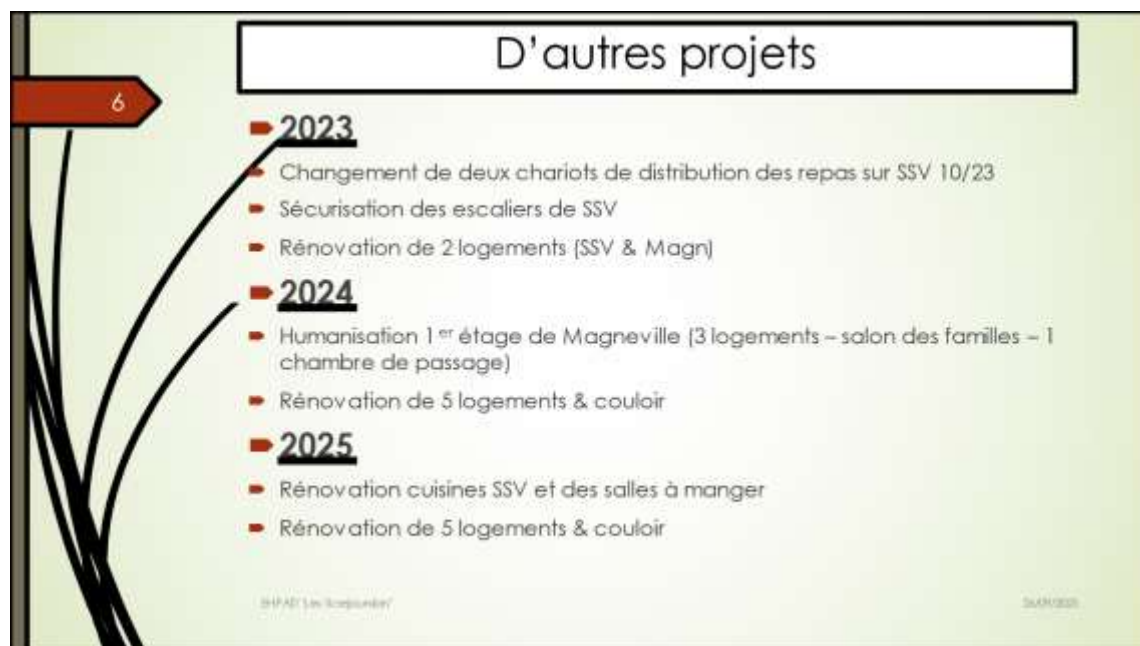 D'autres projets
6
2023
Changement de deux chariots de distribution des repas sur SSV 10/23
Sécurisation des escaliers de SSV
Rénovation de 2 logements (SSV & Magn)
2024
Humanisation 1er étage de Magneville (3 logements – salon des familles – 1
chambre de passage)
Rénovation de 5 logements & couloir
2025
Rénovation cuisines SSV et des salles à manger
Rénovation de 5 logements & couloir
EHPAD